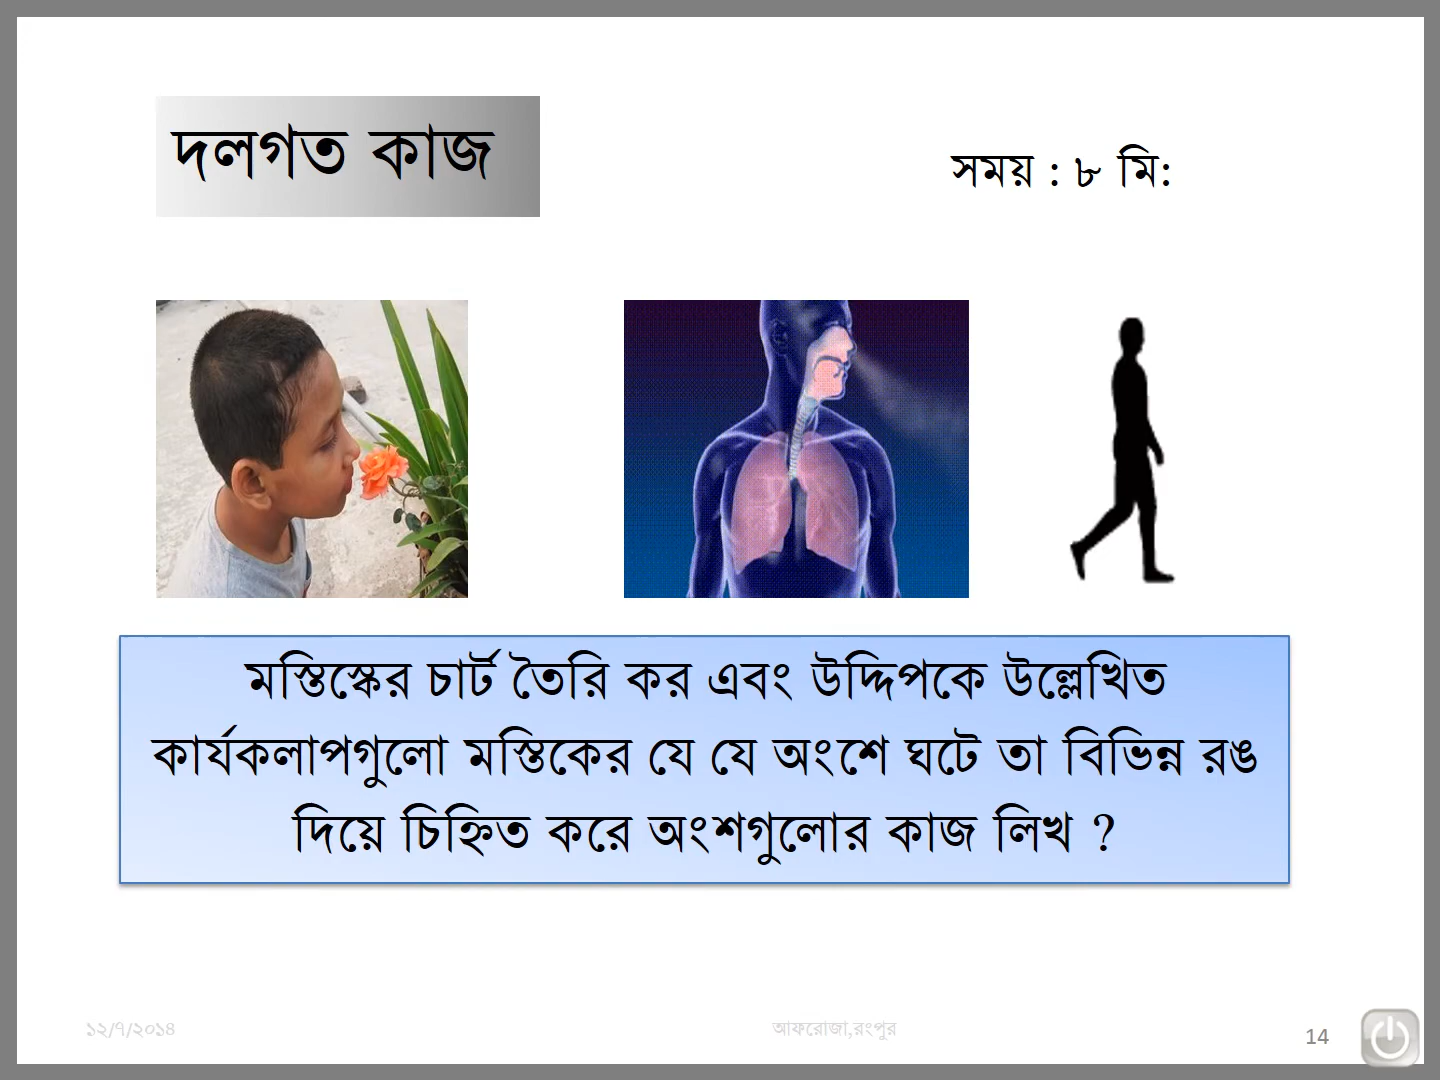 দলগত কাজ
সময় : ৮ মি:
মস্তিস্কের চার্ট তৈরি কর এবং উদ্দিপকে উল্লেখিত
কার্যকলাপগুলো মস্তিকের যে যে অংশে ঘটে তা বিভিন্ন রঙ
দিয়ে চিহ্নিত করে অংশগুলোর কাজ লিখ ?
১২/৭/২০১৪
আফরোজা,রংপুর
14